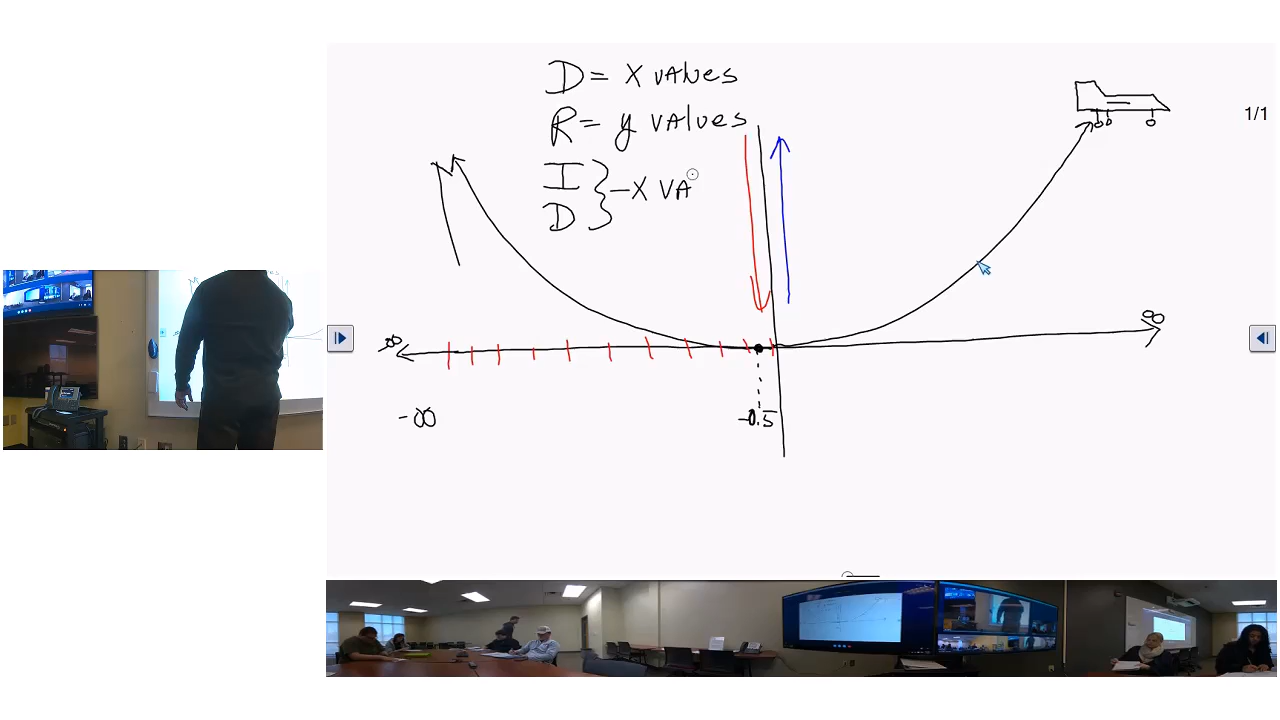 D = X VALUES
R = y VALUES
I
D } - X VA
1/1
∞
-∞
-∞
-0.5